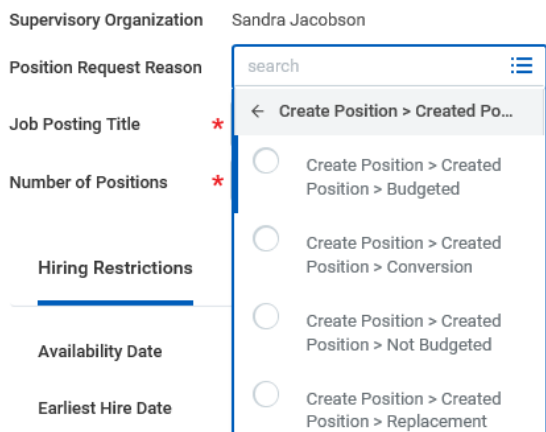 Supervisory Organization Sandra Jacobson
Position Request Reason search
← Create Position > Created Po...
Job Posting Title *
Create Position > Created
Position > Budgeted
Number of Positions *
Create Position > Created
Position > Conversion
Hiring Restrictions
Create Position > Created
Position > Not Budgeted
Availability Date
Create Position > Created
Position > Replacement
Earliest Hire Date